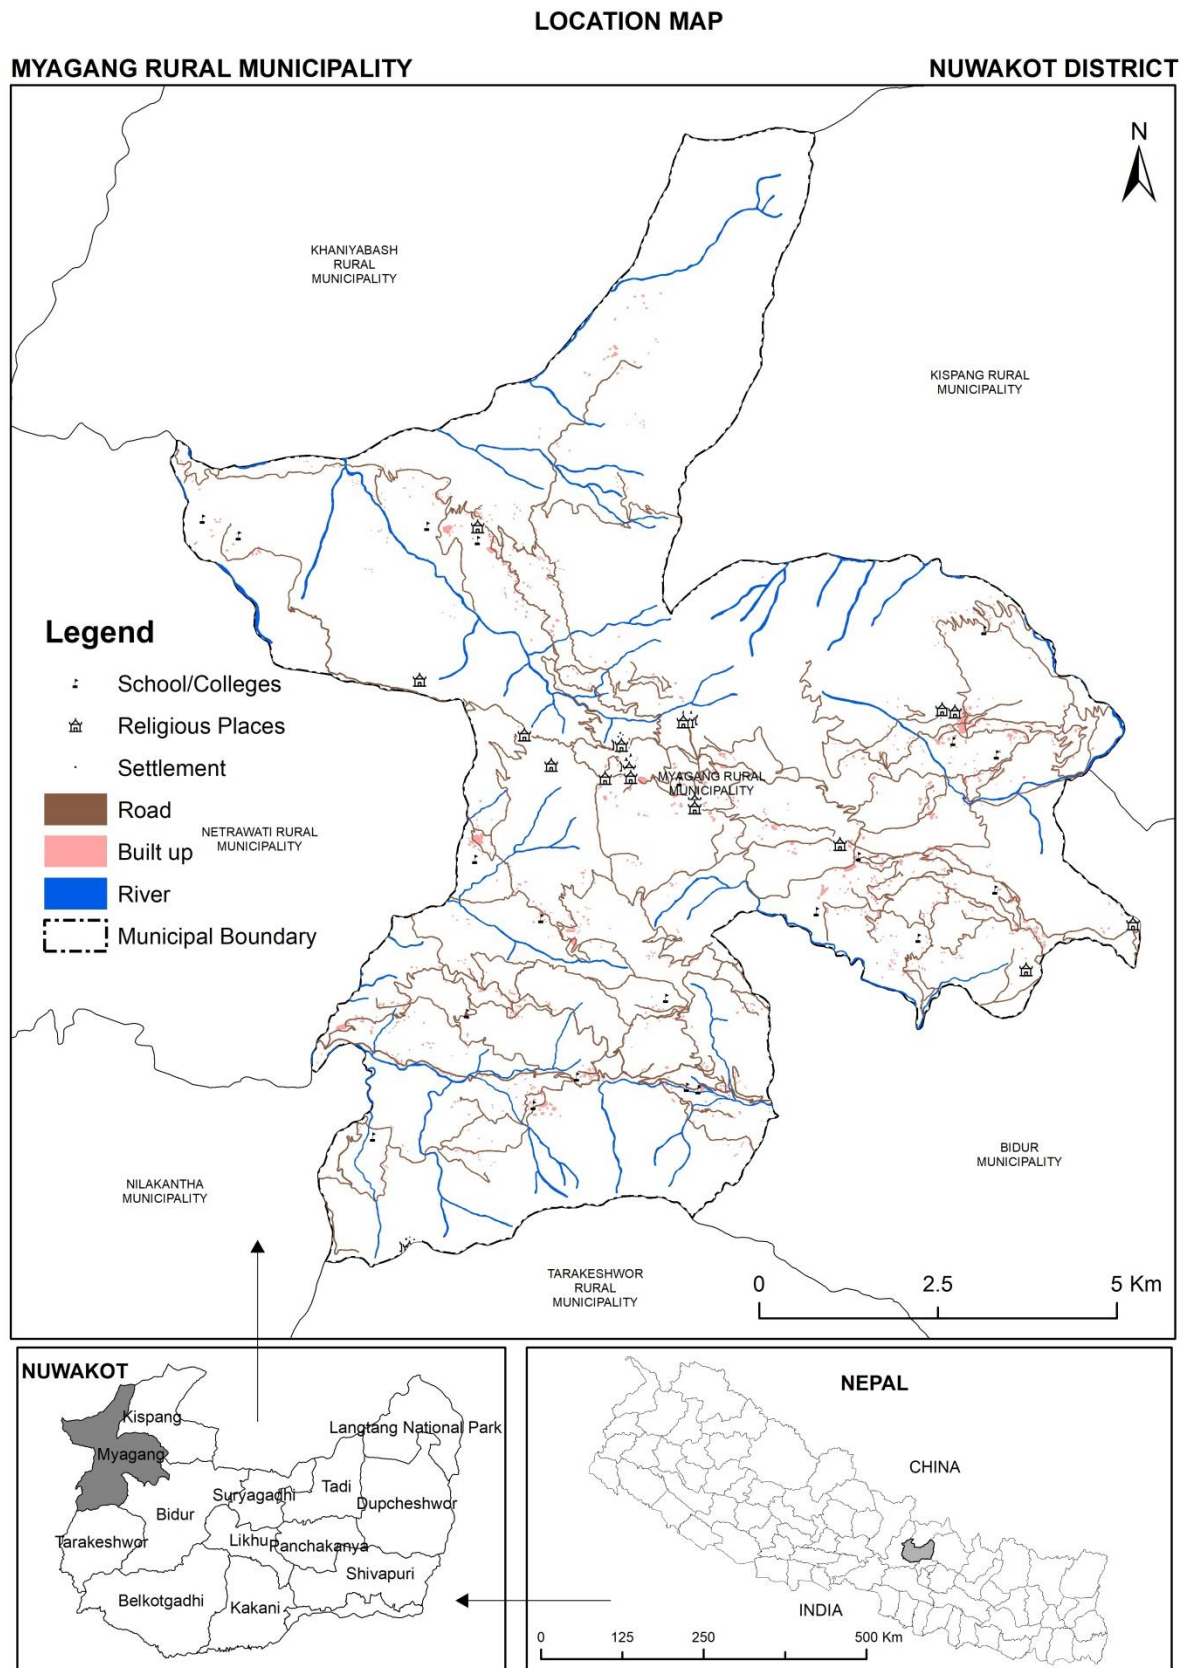 LOCATION MAP
MYAGANG RURAL MUNICIPALITY
NUWAKOT DISTRICT
N
KHANIYABASH
RURAL
MUNICIPALITY
KISPANG RURAL
MUNICIPALITY
Legend
School/Colleges
Religious Places
Settlement
Road
Built up
River
Municipal Boundary
NETRAWATI RURAL
MUNICIPALITY
MYAGANG RURAL
MUNICIPALITY
BIDUR
MUNICIPALITY
NILAKANTHA
MUNICIPALITY
TARAKESHWOR
RURAL
MUNICIPALITY
0 2.5 5 Km
NUWAKOT
Kispang
Langtang National Park
Myagang
Suryagadhi
Tadi
Dupcheshwor
Bidur
Tarakeshwor
Likhu
Panchakanya
Shivapuri
Belkotgadhi
Kakani
NEPAL
CHINA
INDIA
0 125 250 500 Km